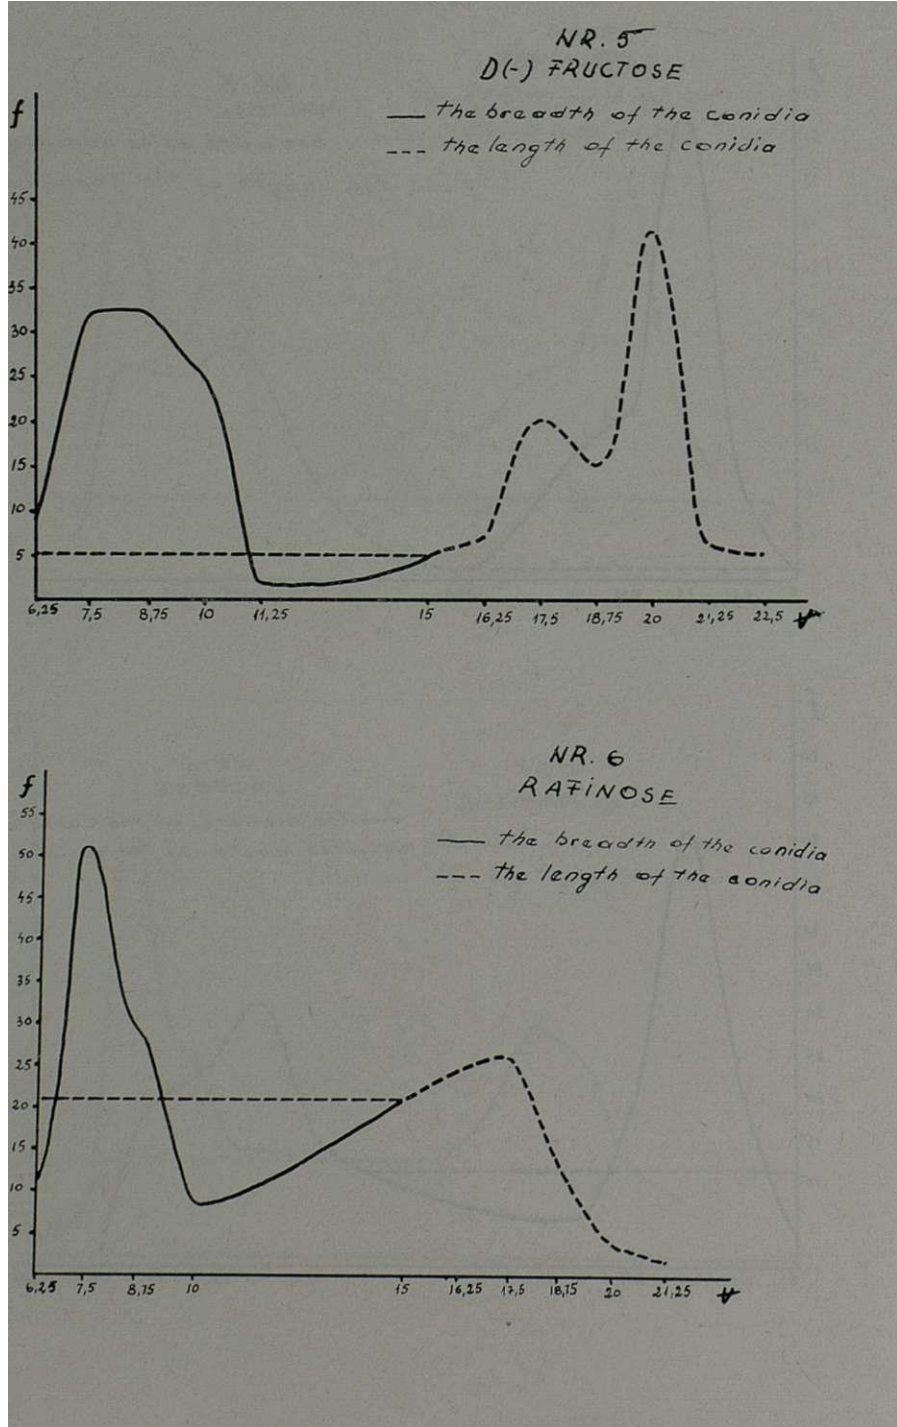 NR. 5
D(-) FRUCTOSE
f
— the breadth of the conidia
--- the length of the conidia
45
40
35
30
25
20
15
10
5
6,25 7,5 8,75 10 11,25 15 16,25 17,5 18,75 20 21,25 22,5
NR. 6
RAFINOSE
f
— the breadth of the conidia
--- the length of the conidia
55
50
45
40
35
30
25
20
15
10
5
6,25 7,5 8,75 10 15 16,25 17,5 18,75 20 21,25